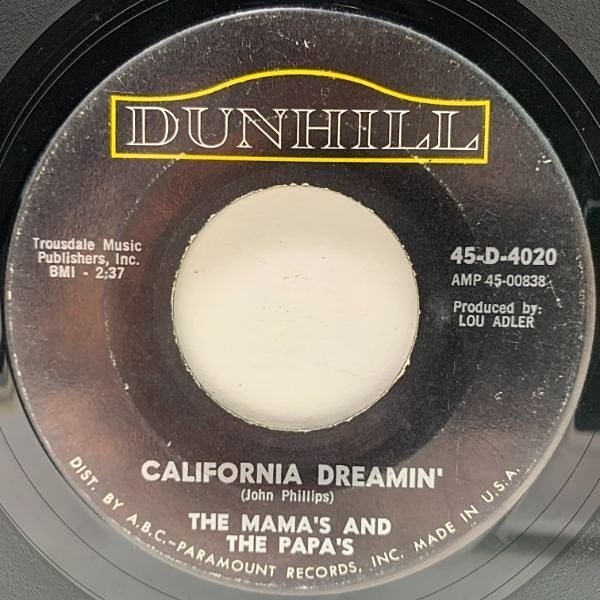 DUNHILL
Trousdale Music
Publishers, Inc.
BMI - 2:37
45-D-4020
AMP 45-00838
Produced by:
LOU ADLER
CALIFORNIA DREAMIN'
(John Phillips)
THE MAMA'S AND
THE PAPA'S
DIST. BY A.B.C.-PARAMOUNT RECORDS, INC. MADE IN U.S.A.